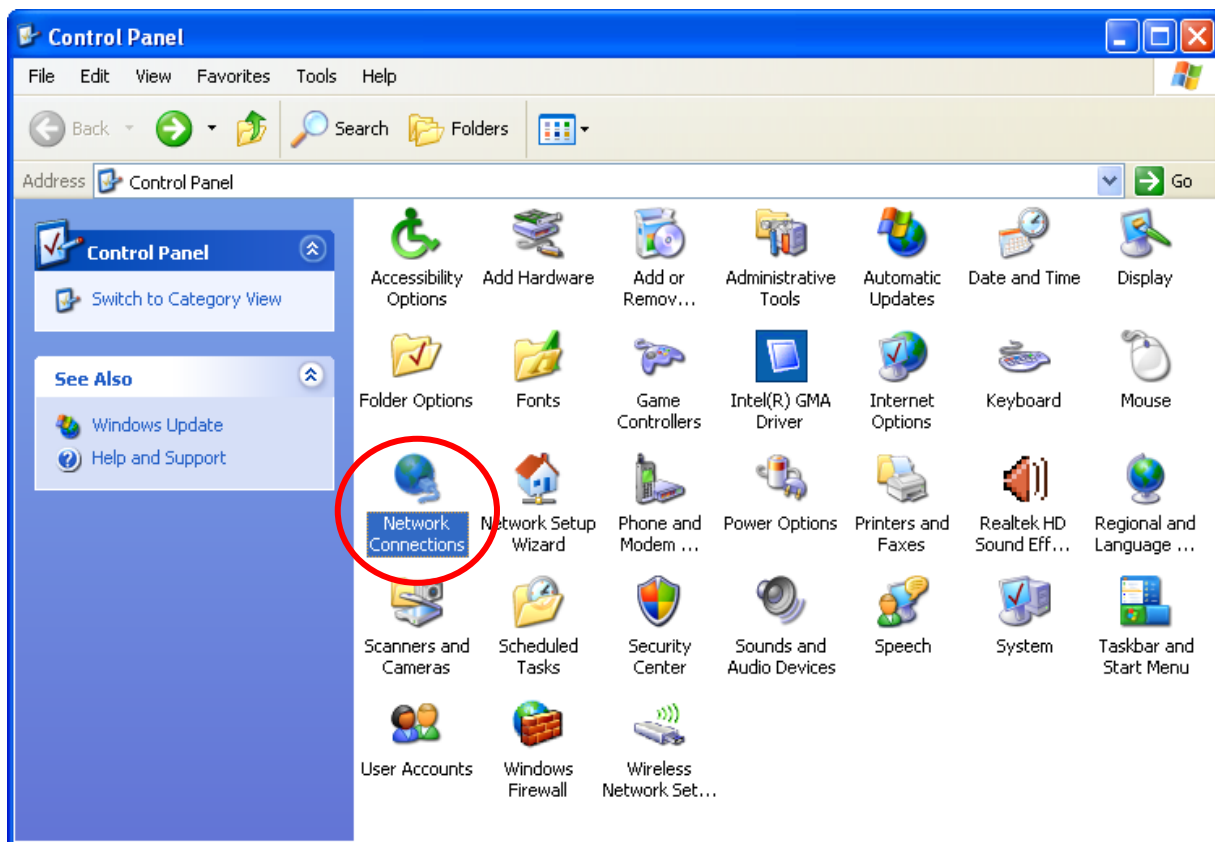 Control Panel
File Edit View Favorites Tools Help
Back Search Folders
Address Control Panel Go
Control Panel
Switch to Category View
See Also
Windows Update
Help and Support
Accessibility Options
Add Hardware
Add or Remov...
Administrative Tools
Automatic Updates
Date and Time
Display
Folder Options
Fonts
Game Controllers
Intel(R) GMA Driver
Internet Options
Keyboard
Mouse
Network Connections
Network Setup Wizard
Phone and Modem ...
Power Options
Printers and Faxes
Realtek HD Sound Eff...
Regional and Language ...
Scanners and Cameras
Scheduled Tasks
Security Center
Sounds and Audio Devices
Speech
System
Taskbar and Start Menu
User Accounts
Windows Firewall
Wireless Network Set...